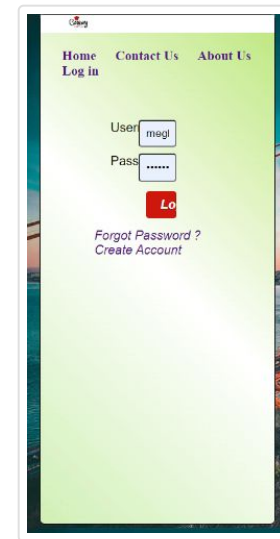 Home Contact Us About Us
Log in
User
megl
Pass
••••••
Lo
Forgot Password ?
Create Account